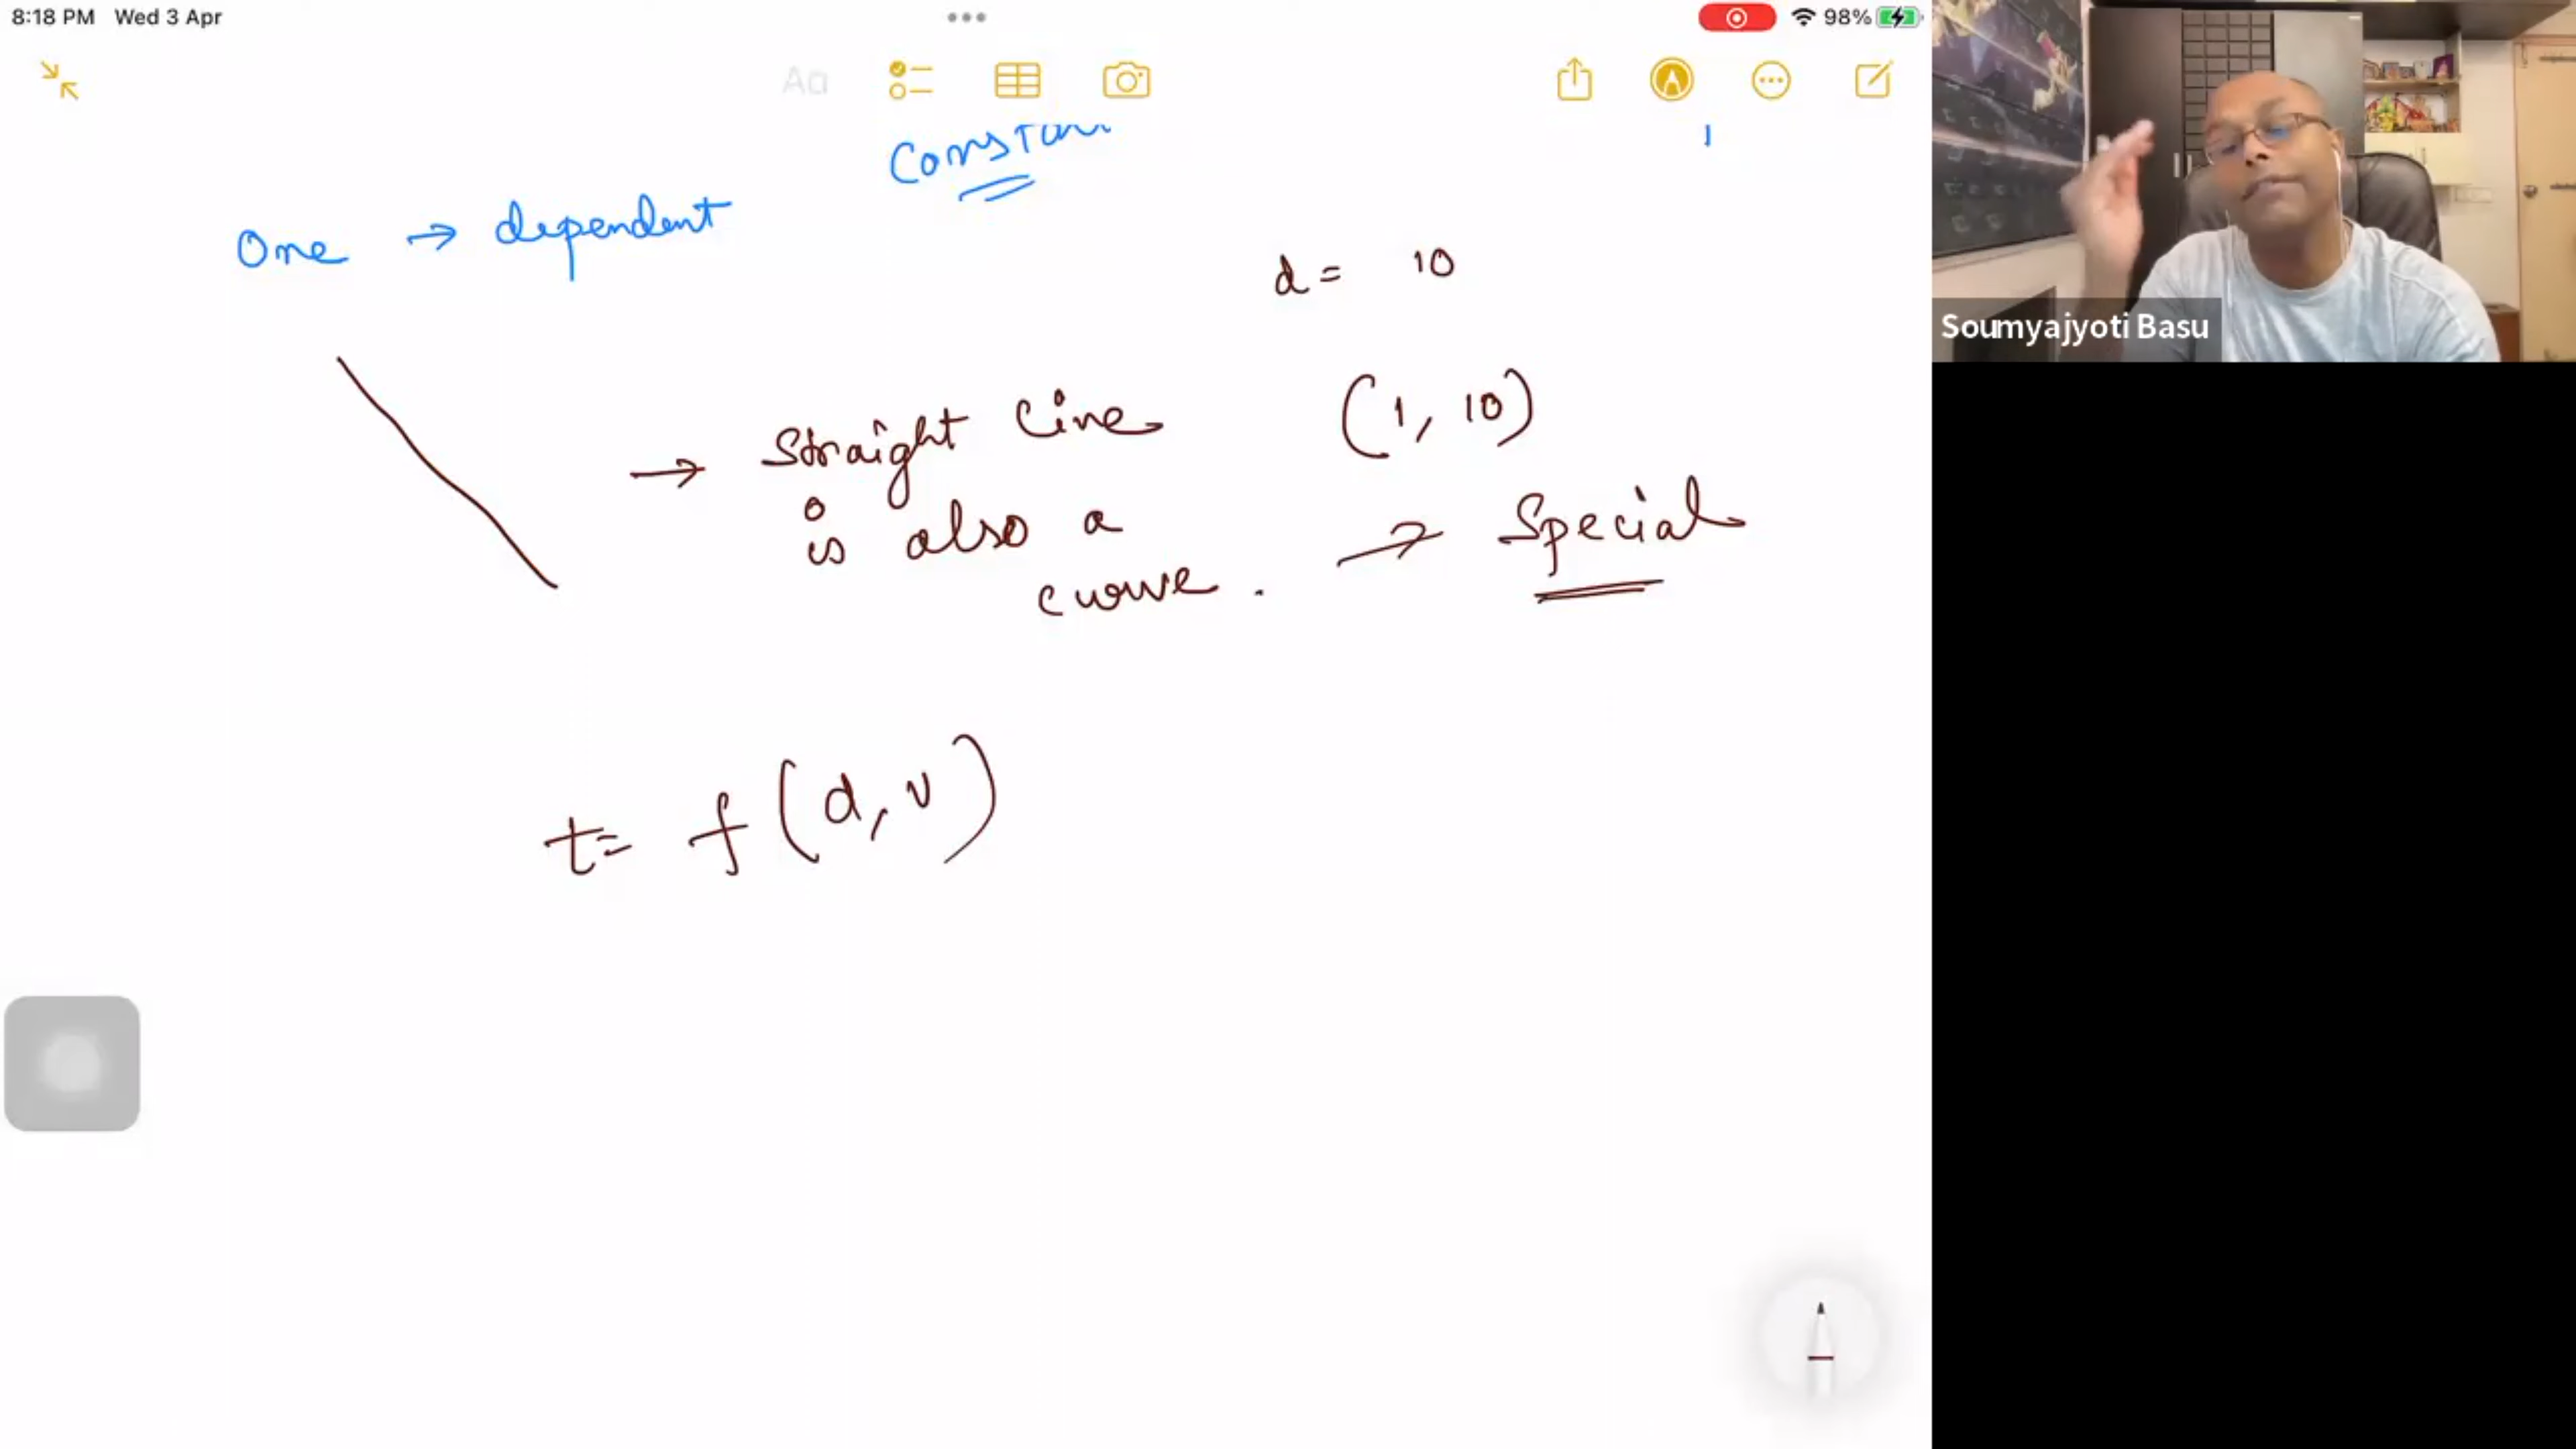 8:18 PM Wed 3 Apr
98%
Aa
One → dependent
d = 10
→ Straight line
is also a
curve.
(1, 10)
→ Special
t = f (d, v)
Soumyajyoti Basu